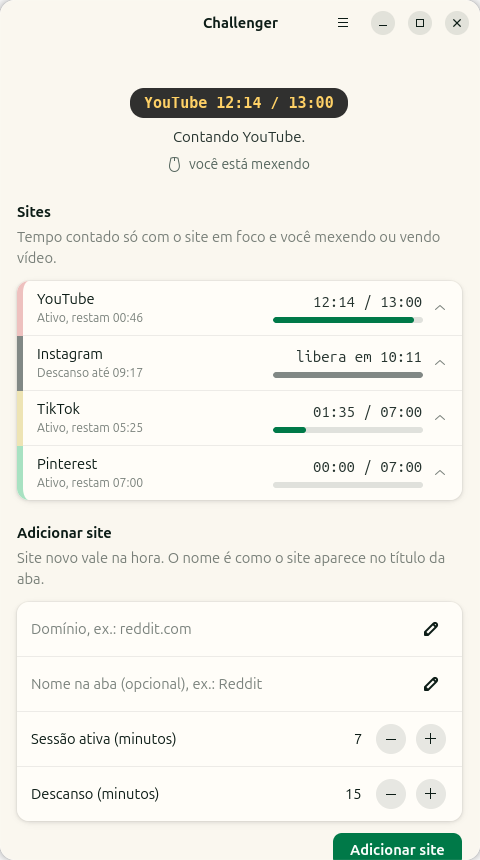 Challenger
YouTube 12:14 / 13:00
Contando YouTube.
você está mexendo
Sites
Tempo contado só com o site em foco e você mexendo ou vendo
vídeo.
YouTube
12:14 / 13:00
Ativo, restam 00:46
Instagram
libera em 10:11
Descanso até 09:17
TikTok
01:35 / 07:00
Ativo, restam 05:25
Pinterest
00:00 / 07:00
Ativo, restam 07:00
Adicionar site
Site novo vale na hora. O nome é como o site aparece no título da
aba.
Domínio, ex.: reddit.com
Nome na aba (opcional), ex.: Reddit
Sessão ativa (minutos) 7
Descanso (minutos) 15
Adicionar site